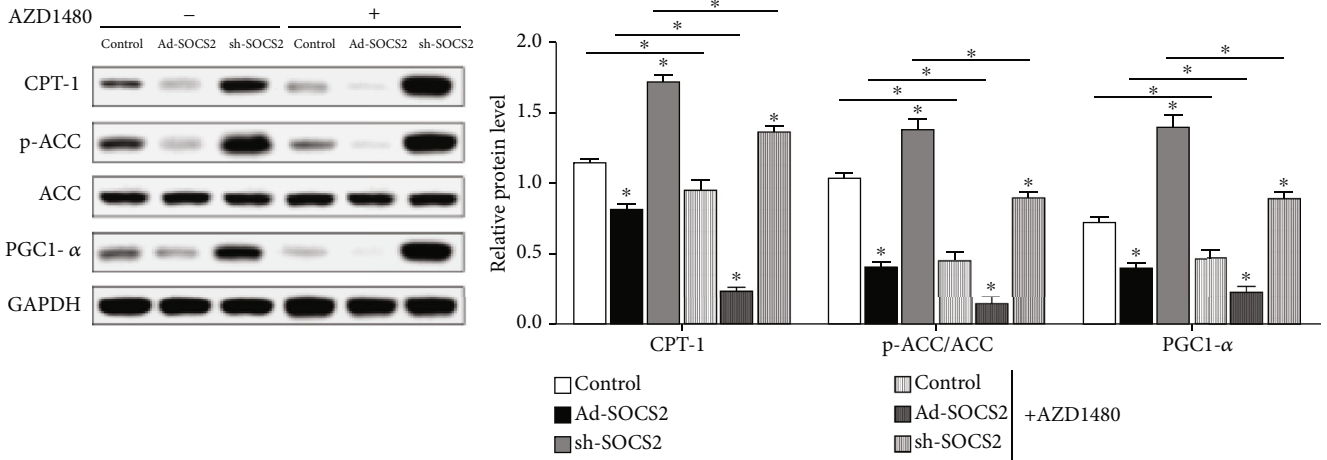 AZD1480 − +
Control Ad-SOCS2 sh-SOCS2 Control Ad-SOCS2 sh-SOCS2
CPT-1
p-ACC
ACC
PGC1- α
GAPDH
Relative protein level
2.0
1.5
1.0
0.5
0.0
* * * * * * * *
* * * * * * * *
* * * * * * * *
CPT-1 p-ACC/ACC PGC1-α
Control
Ad-SOCS2
sh-SOCS2
Control
Ad-SOCS2
sh-SOCS2
+AZD1480